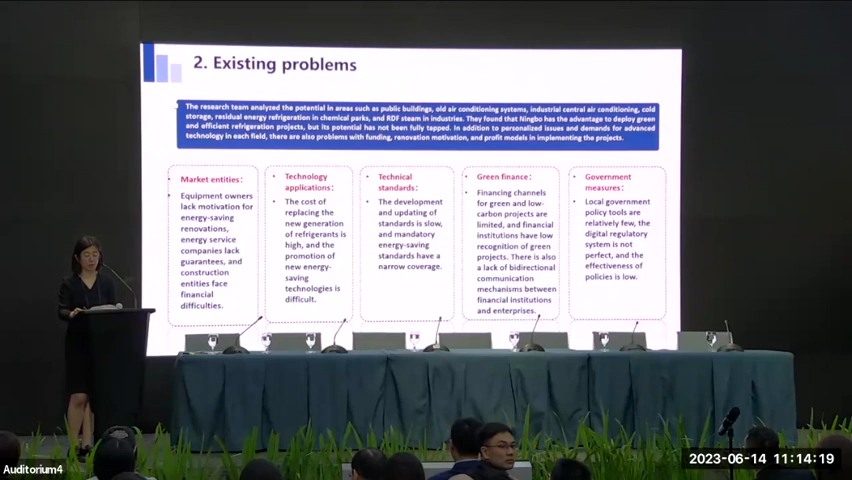 2. Existing problems
The research team analyzed the potential in areas such as public buildings, old air conditioning systems, industrial central air conditioning, cold
storage, residual energy refrigeration in chemical parks, and RDF steam in industries. They found that Ningbo has the advantage to deploy green
and efficient refrigeration projects, but its potential has not been fully tapped. In addition to personalized issues and demands for advanced
technology in each field, there are also problems with funding, renovation motivation, and profit models in implementing the projects.
• Market entities:
• Equipment owners
lack motivation for
energy-saving
renovations,
energy service
companies lack
guarantees, and
construction
entities face
financial
difficulties.
• Technology
applications:
• The cost of
replacing the
new generation
of refrigerants is
high, and the
promotion of
new energy-
saving
technologies is
difficult.
• Technical
standards:
• The development
and updating of
standards is slow,
and mandatory
energy-saving
standards have a
narrow coverage.
• Green finance:
• Financing channels
for green and low-
carbon projects are
limited, and financial
institutions have low
recognition of green
projects. There is also
a lack of bidirectional
communication
mechanisms between
financial institutions
and enterprises.
• Government
measures:
• Local government
policy tools are
relatively few, the
digital regulatory
system is not
perfect, and the
effectiveness of
policies is low.
Auditorium4
2023-06-14 11:14:19